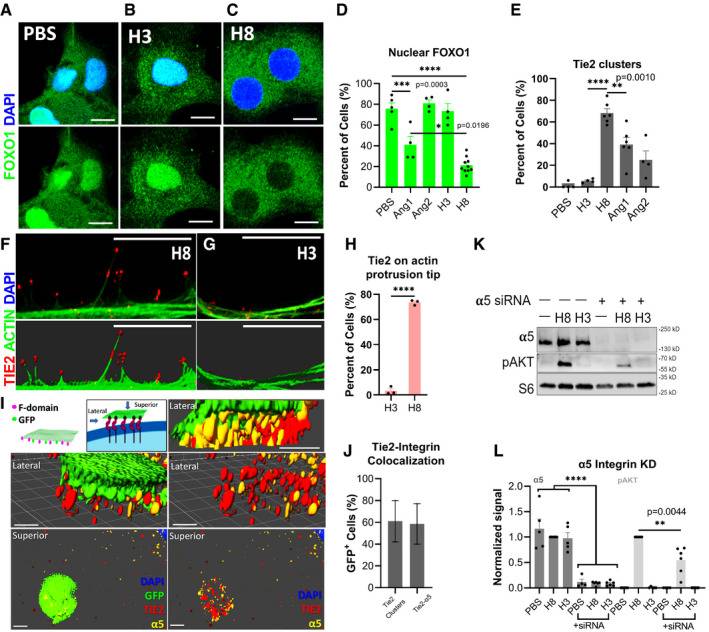 A PBS
B H3
C H8
FOXO1 DAPI
D
Nuclear FOXO1
****
*** p=0.0003
* p=0.0196
Percent of Cells (%)
100
80
60
40
20
0
PBS Ang1 Ang2 H3 H8
E
Tie2 clusters
p=0.0010
**** **
Percent of Cells (%)
100
80
60
40
20
0
PBS H3 H8 Ang1 Ang2
F H8
G H3
TIE2 ACTIN DAPI
H
Tie2 on actin
protrusion tip
****
Percent of Cells (%)
100
80
60
40
20
0
H3 H8
K
α5 siRNA — — — + + +
— H8 H3 — H8 H3
α5
-250 kD
-130 kD
pAKT
-70 kD
-55 kD
S6
-35 kD
-25 kD
I
F-domain
GFP
Superior
Lateral
Lateral
Lateral
Superior
DAPI
GFP
TIE2
α5
DAPI
TIE2
α5
J
Tie2-Integrin
Colocalization
GFP+ Cells (%)
100
80
60
40
20
0
Tie2
Clusters
Tie2-α5
L
α5 Integrin KD
α5 pAKT
****
p=0.0044
**
Normalized signal
2.0
1.5
1.0
0.5
0.0
PBS H8 H3 PBS H8 H3 PBS H8 H3 PBS H8 H3
+siRNA +siRNA